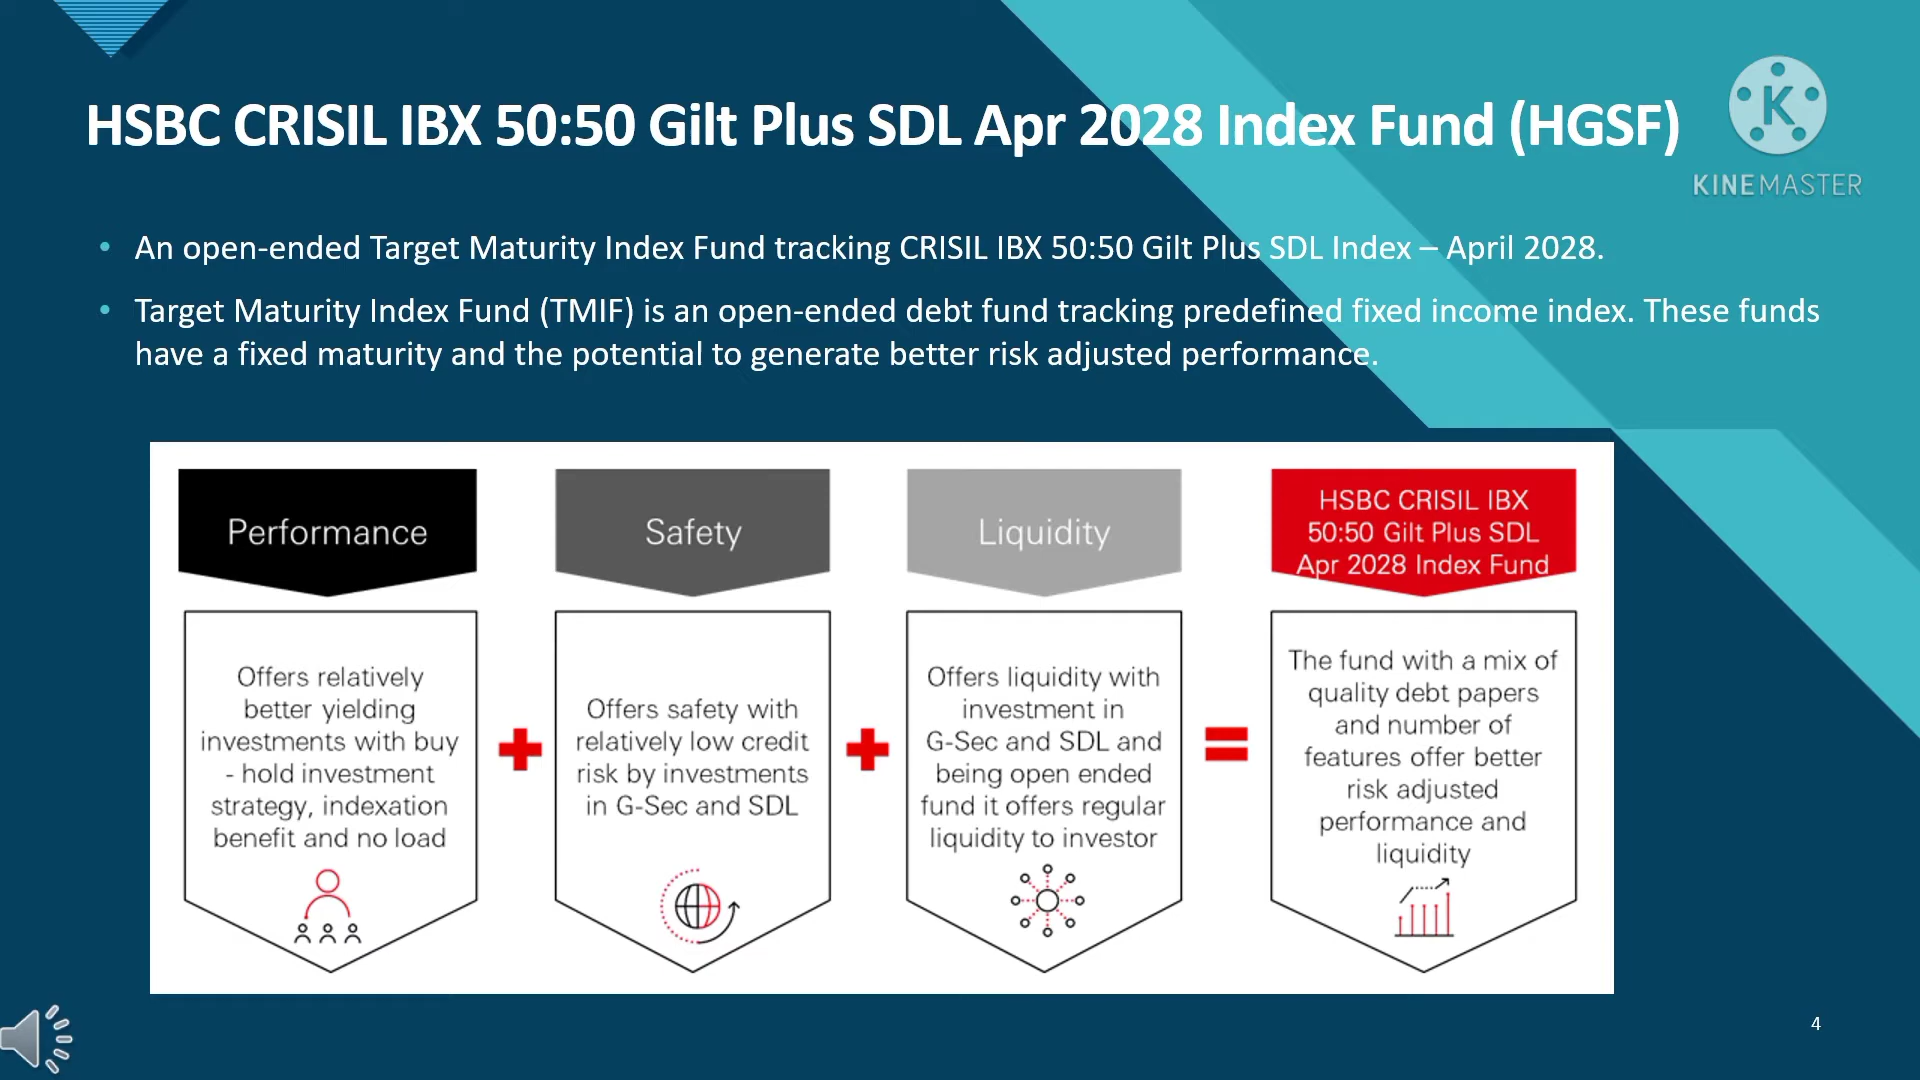 HSBC CRISIL IBX 50:50 Gilt Plus SDL Apr 2028 Index Fund (HGSF)
K
KINEMASTER
• An open-ended Target Maturity Index Fund tracking CRISIL IBX 50:50 Gilt Plus SDL Index – April 2028.
• Target Maturity Index Fund (TMIF) is an open-ended debt fund tracking predefined fixed income index. These funds
have a fixed maturity and the potential to generate better risk adjusted performance.
Performance
Offers relatively
better yielding
investments with buy
- hold investment
strategy, indexation
benefit and no load
Safety
Offers safety with
relatively low credit
risk by investments
in G-Sec and SDL
Liquidity
Offers liquidity with
investment in
G-Sec and SDL and
being open ended
fund it offers regular
liquidity to investor
HSBC CRISIL IBX
50:50 Gilt Plus SDL
Apr 2028 Index Fund
The fund with a mix of
quality debt papers
and number of
features offer better
risk adjusted
performance and
liquidity
4